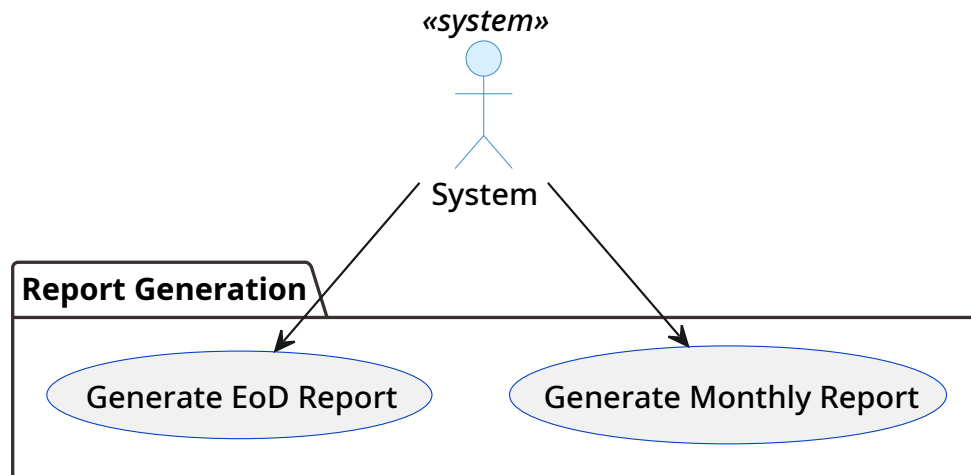 «system»
System
Report Generation
Generate EoD Report
Generate Monthly Report